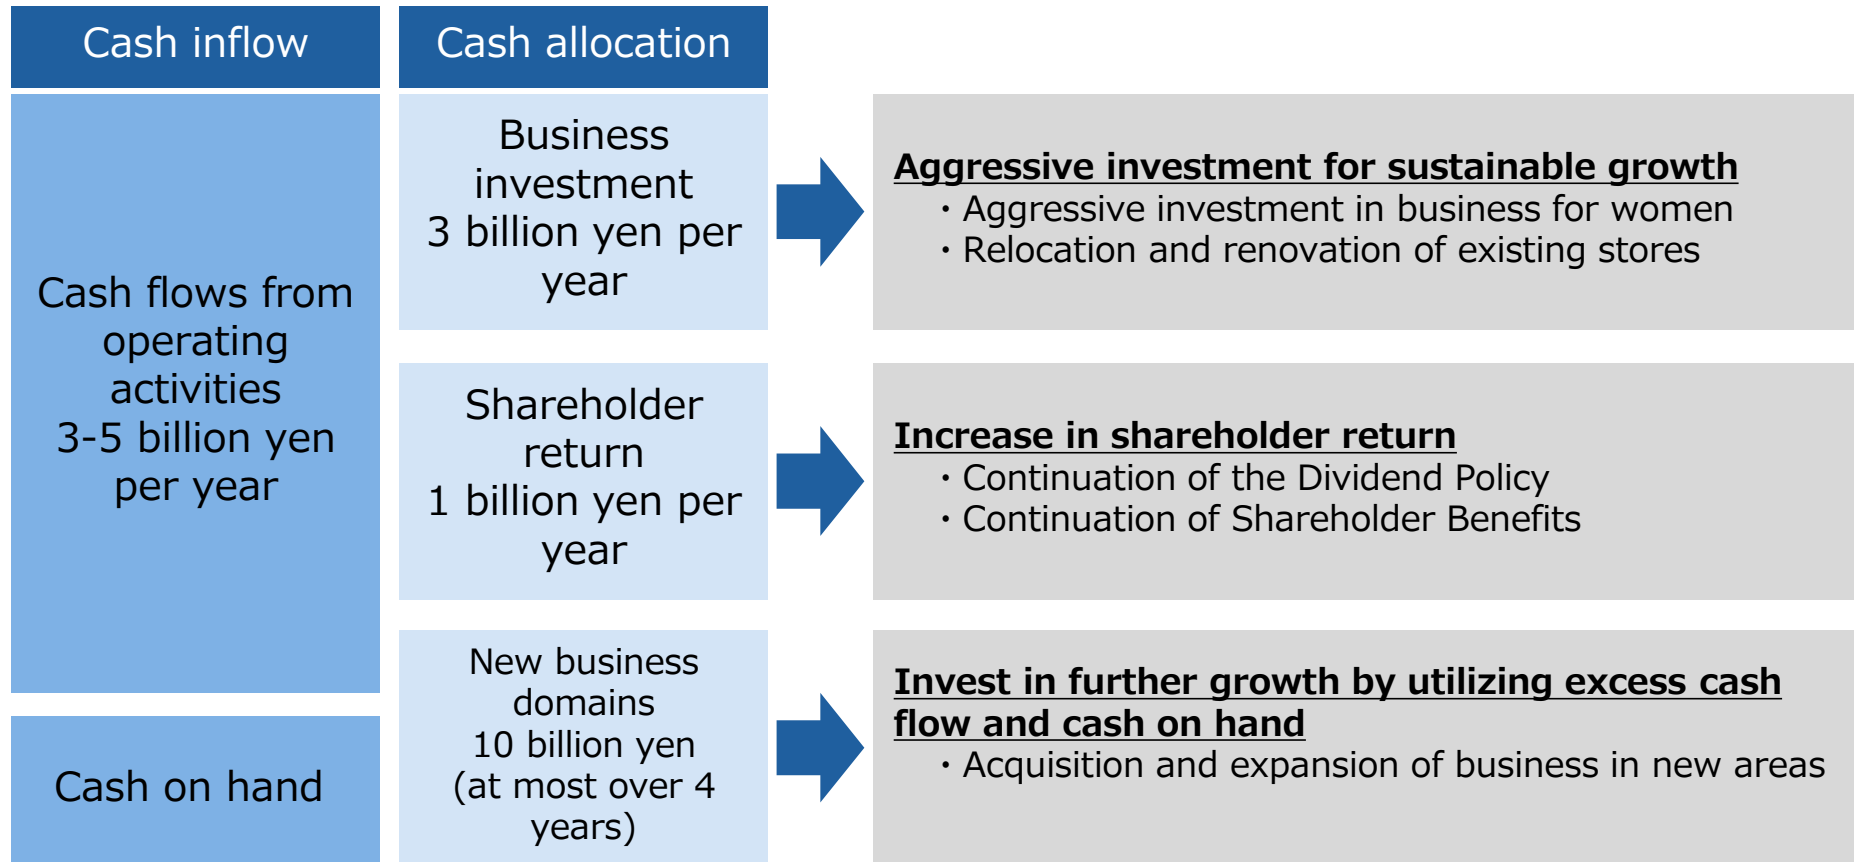 Cash inflow
Cash allocation
Cash flows from
operating
activities
3-5 billion yen
per year
Cash on hand
Business
investment
3 billion yen per
year
Aggressive investment for sustainable growth
・Aggressive investment in business for women
・Relocation and renovation of existing stores
Shareholder
return
1 billion yen per
year
Increase in shareholder return
・Continuation of the Dividend Policy
・Continuation of Shareholder Benefits
New business
domains
10 billion yen
(at most over 4
years)
Invest in further growth by utilizing excess cash
flow and cash on hand
・Acquisition and expansion of business in new areas